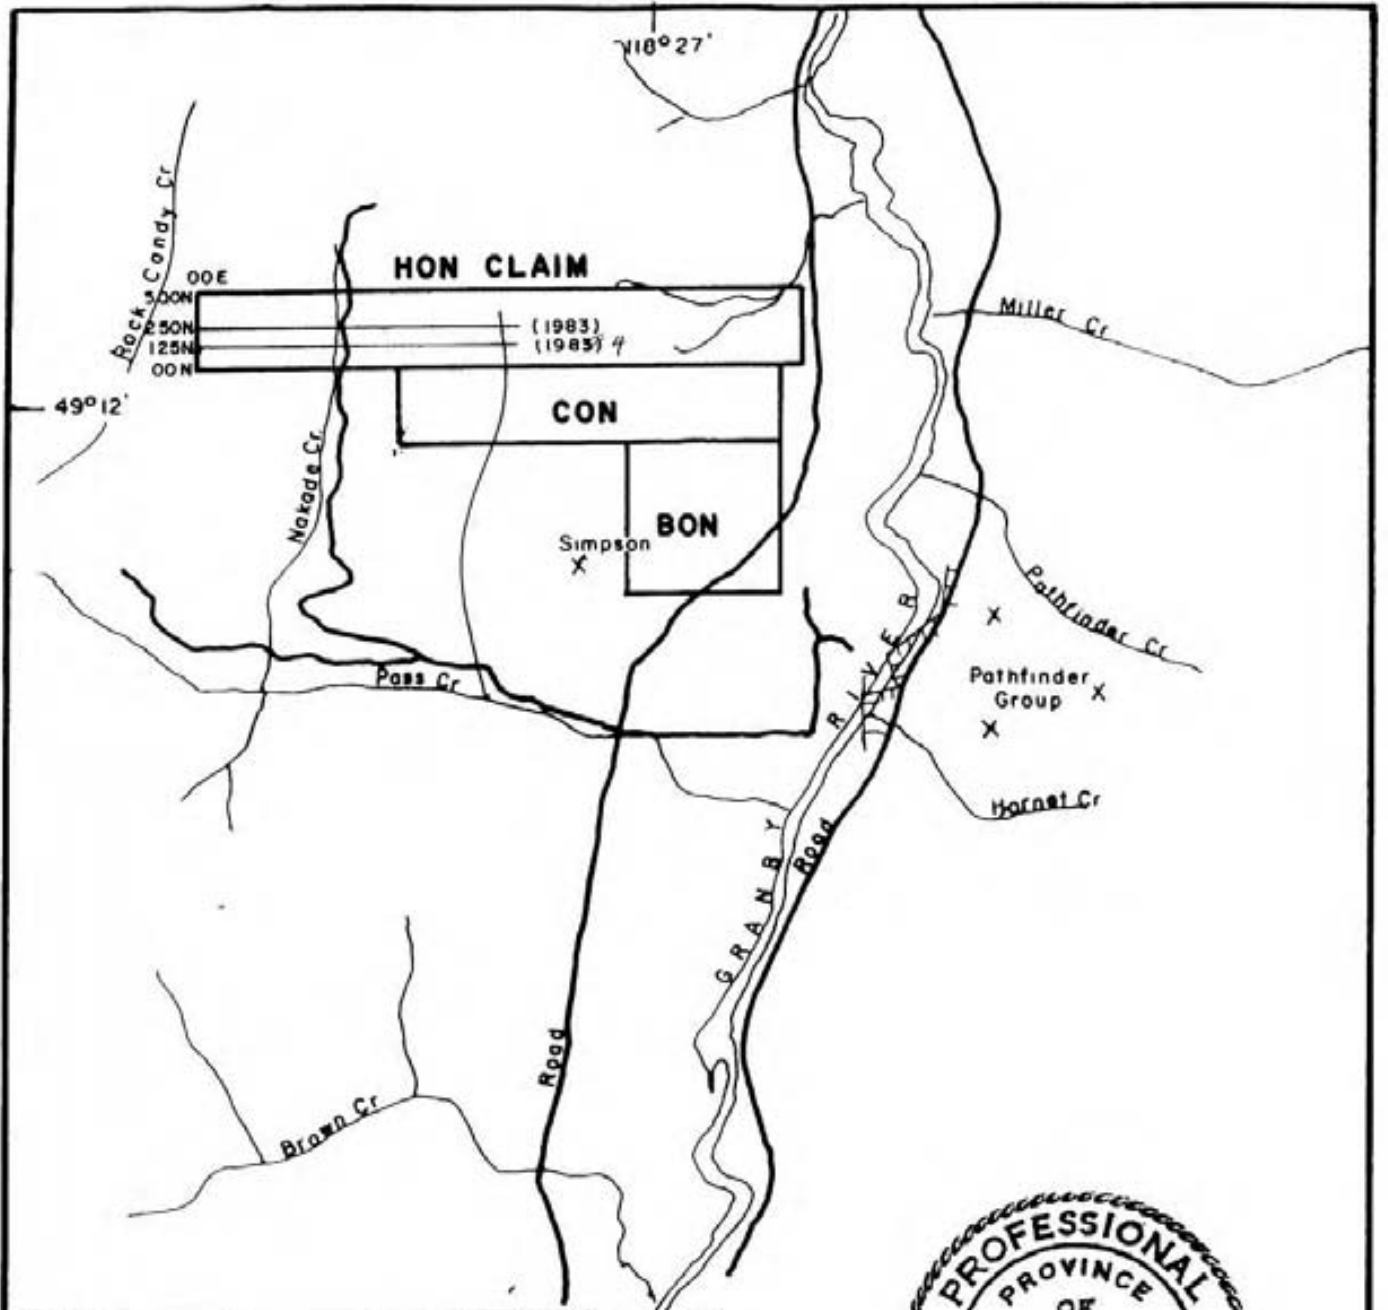 118°27'
Rock Candy Cr
HON CLAIM
00E
500N
250N
(1983)
125N
(1983) 4
00N
Miller Cr
49°12'
CON
Nakade Cr.
BON
Simpson
Pathfinder Cr
Pathfinder
Group
Pass Cr
GRANBY RIVER
Hornet Cr
Road
Road
Brown Cr
PROFESSIONAL
PROVINCE
OF